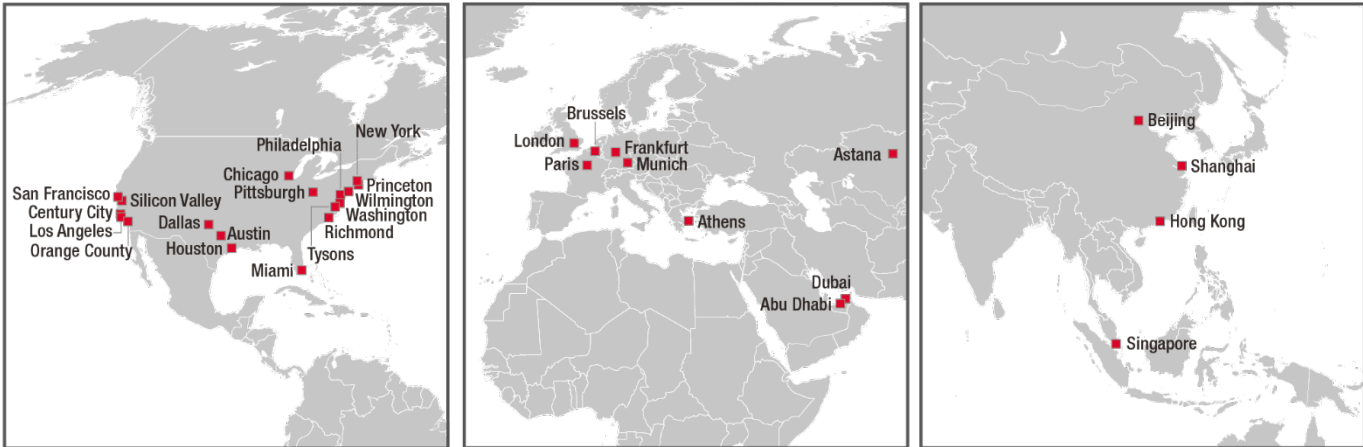 New York
Philadelphia
Chicago
Pittsburgh
Princeton
Wilmington
Washington
Richmond
Tysons
San Francisco
Silicon Valley
Century City
Los Angeles
Orange County
Dallas
Austin
Houston
Miami
Brussels
London
Frankfurt
Paris
Munich
Astana
Athens
Dubai
Abu Dhabi
Beijing
Shanghai
Hong Kong
Singapore